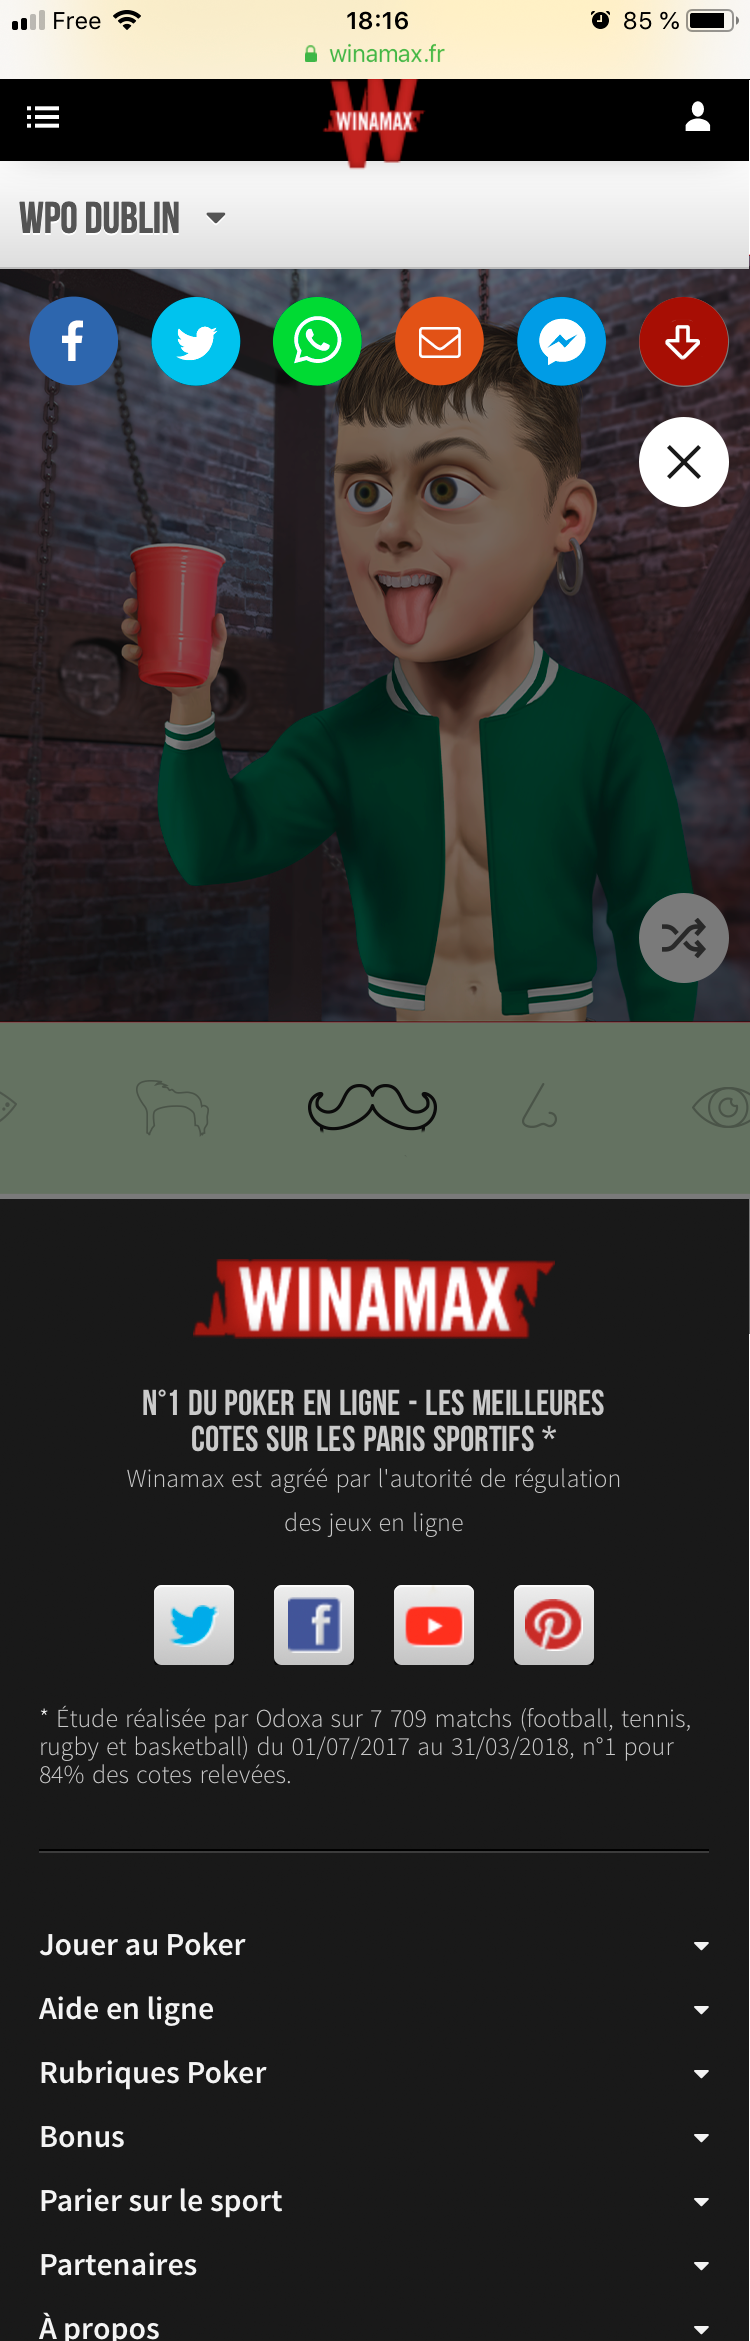 Free 18:16 85 %
winamax.fr
WINAMAX
WPO DUBLIN
WINAMAX
N°1 DU POKER EN LIGNE - LES MEILLEURES
COTES SUR LES PARIS SPORTIFS *
Winamax est agréé par l'autorité de régulation
des jeux en ligne
* Étude réalisée par Odoxa sur 7 709 matchs (football, tennis,
rugby et basketball) du 01/07/2017 au 31/03/2018, n°1 pour
84% des cotes relevées.
Jouer au Poker
Aide en ligne
Rubriques Poker
Bonus
Parier sur le sport
Partenaires
À propos